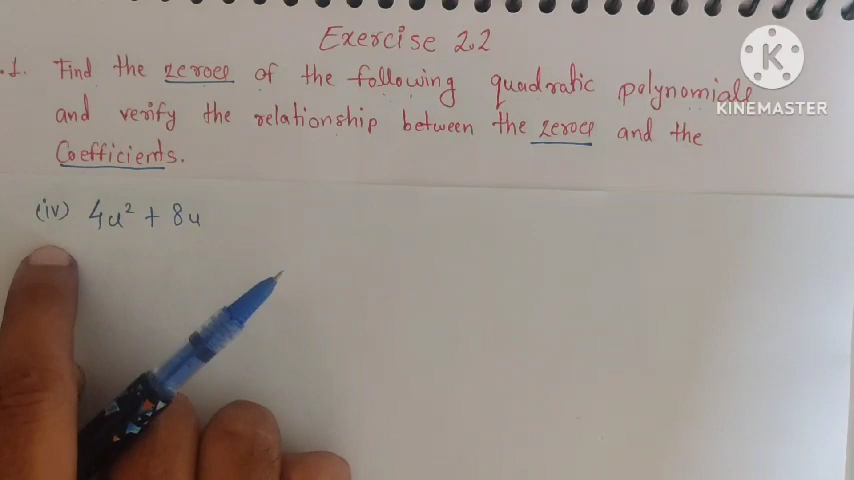 Exercise 2.2
.1. Find the zeroes of the following quadratic polynomials
and verify the relationship between the zeroes and the
Coefficients.
(iv) 4u² + 8u
K
KINEMASTER